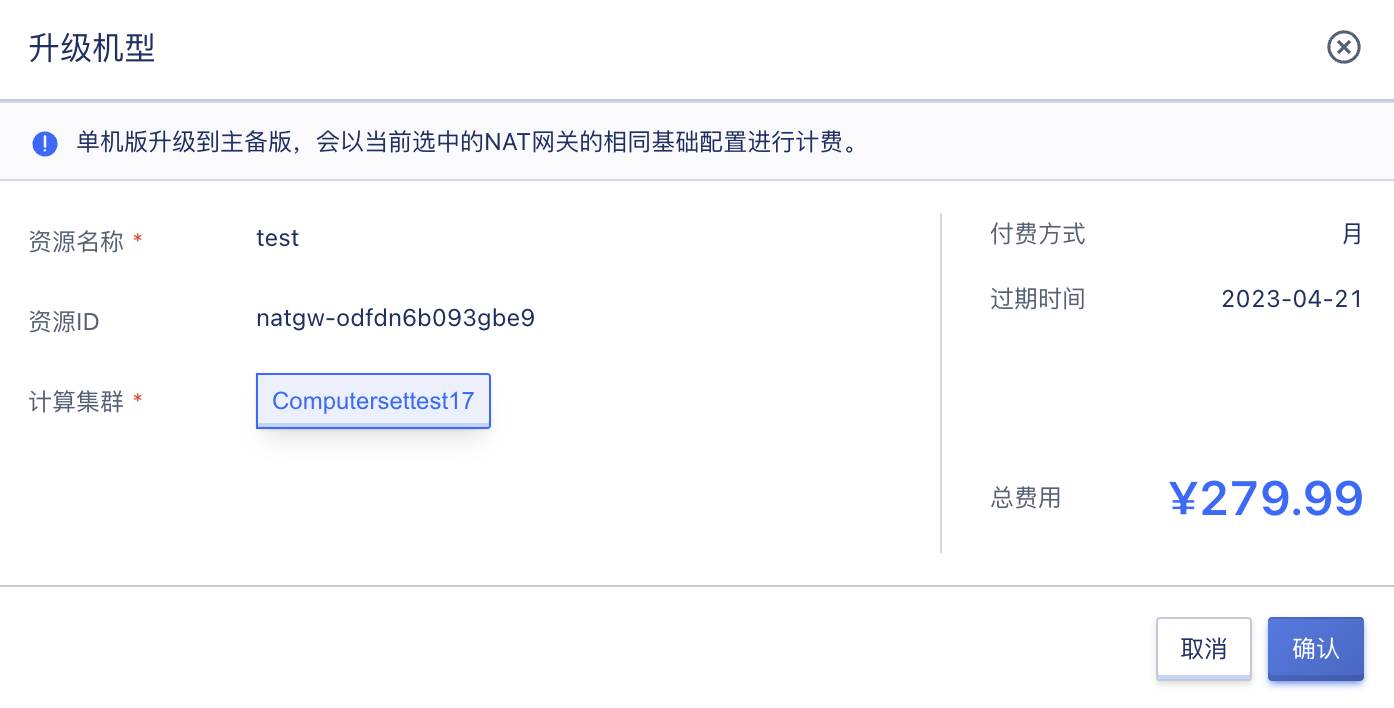 升级机型
单机版升级到主备版，会以当前选中的NAT网关的相同基础配置进行计费。
资源名称 *
test
资源ID
natgw-odfdn6b093gbe9
计算集群 *
Computersettest17
付费方式
月
过期时间
2023-04-21
总费用
¥279.99
取消
确认